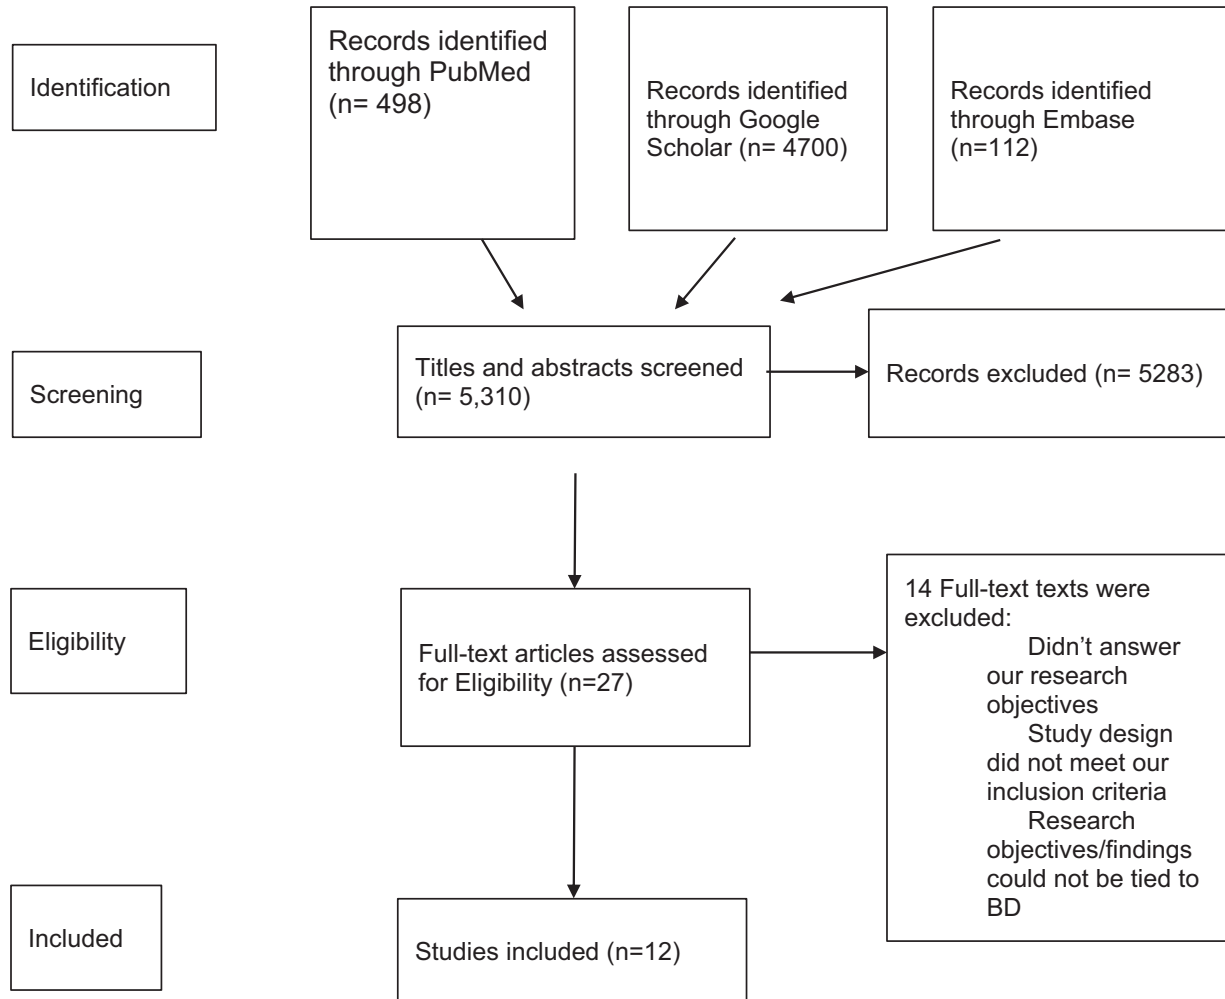 Identification
Records identified
through PubMed
(n= 498)
Records identified
through Google
Scholar (n= 4700)
Records identified
through Embase
(n=112)
Screening
Titles and abstracts screened
(n= 5,310)
Records excluded (n= 5283)
Eligibility
Full-text articles assessed
for Eligibility (n=27)
14 Full-text texts were
excluded:
Didn’t answer
our research
objectives
Study design
did not meet our
inclusion criteria
Research
objectives/findings
could not be tied to
BD
Included
Studies included (n=12)